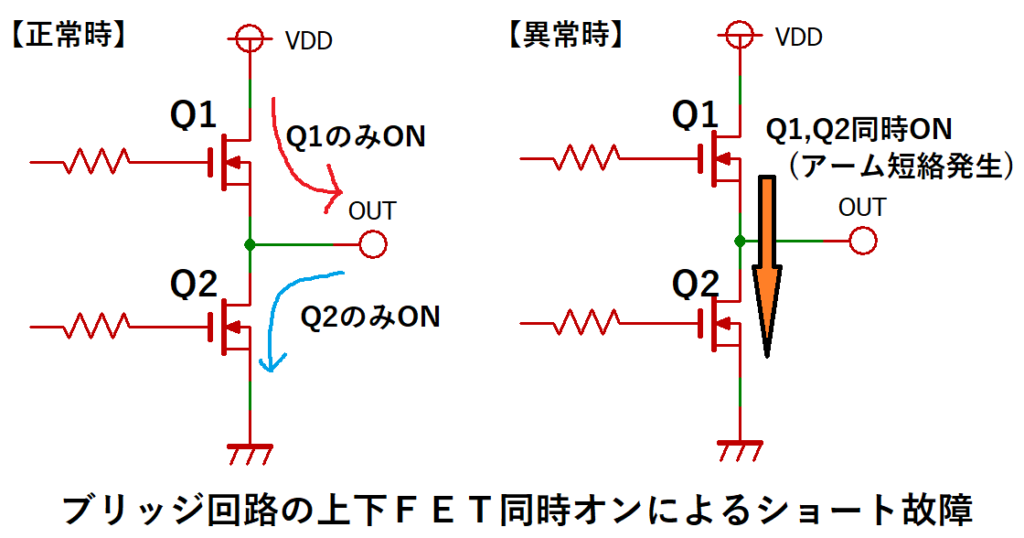 【正常時】
VDD
Q1
Q1のみON
OUT
Q2
Q2のみON
【異常時】
VDD
Q1
Q1,Q2同時ON
（アーム短絡発生）
OUT
Q2
ブリッジ回路の上下ＦＥＴ同時オンによるショート故障